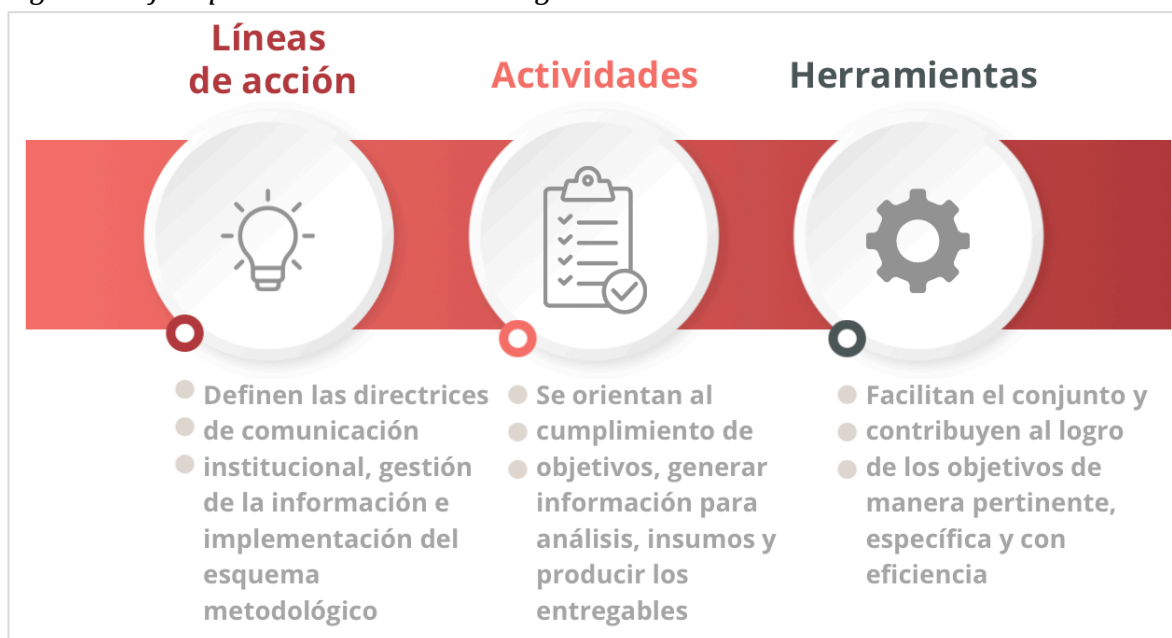 Líneas
de acción
Actividades
Herramientas
Definen las directrices
de comunicación
institucional, gestión
de la información e
implementación del
esquema
metodológico
Se orientan al
cumplimiento de
objetivos, generar
información para
análisis, insumos y
producir los
entregables
Facilitan el conjunto y
contribuyen al logro
de los objetivos de
manera pertinente,
específica y con
eficiencia